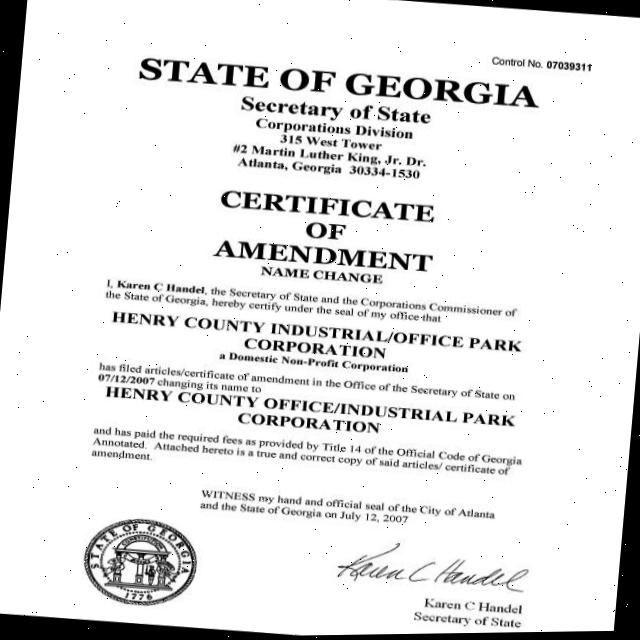 Control No. 07039311
STATE OF GEORGIA
Secretary of State
Corporations Division
315 West Tower
#2 Martin Luther King, Jr. Dr.
Atlanta, Georgia 30334-1530
CERTIFICATE
OF
AMENDMENT
NAME CHANGE
I, Karen C Handel, the Secretary of State and the Corporations Commissioner of
the State of Georgia, hereby certify under the seal of my office that
HENRY COUNTY INDUSTRIAL/OFFICE PARK
CORPORATION
a Domestic Non-Profit Corporation
has filed articles/certificate of amendment in the Office of the Secretary of State on
07/12/2007 changing its name to
HENRY COUNTY OFFICE/INDUSTRIAL PARK
CORPORATION
and has paid the required fees as provided by Title 14 of the Official Code of Georgia
Annotated. Attached hereto is a true and correct copy of said articles/ certificate of
amendment.
WITNESS my hand and official seal of the City of Atlanta
and the State of Georgia on July 12, 2007
STATE OF GEORGIA
CONSTITUTION
1776
Karen C Handel
Karen C Handel
Secretary of State